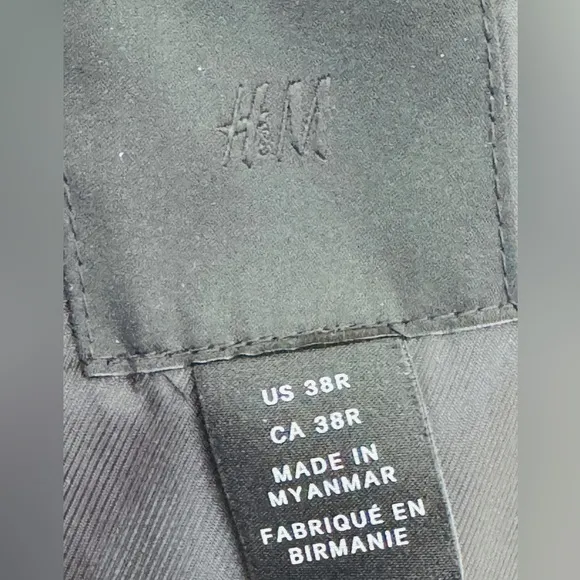 H&M
US 38R
CA 38R
MADE IN
MYANMAR
FABRIQUÉ EN
BIRMANIE